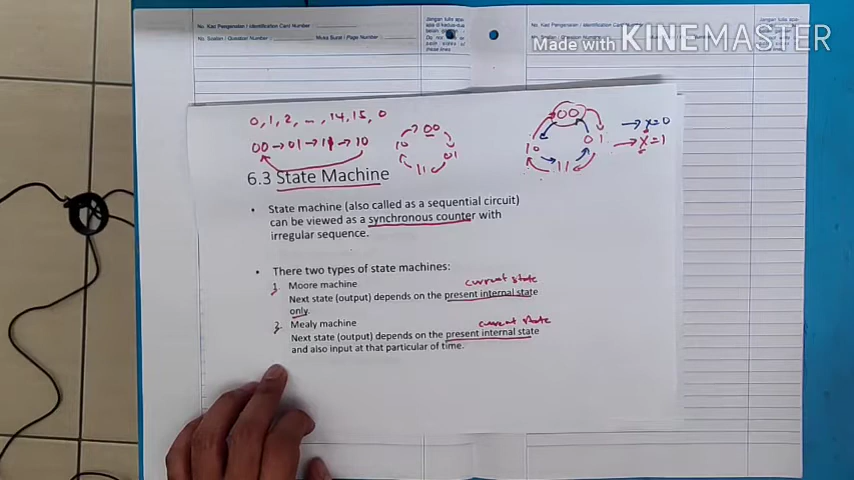 No. Kad Pengenalan / Identification Card Number
No. Soalan / Question Number
Muka Surat / Page Number
Jangan tulis apa-
apa di kedua-dua
No. Kad Pengenalan / Identification Card Number
No. Soalan / Question Number
Jangan tulis apa-
Made with KINEMASTER
0, 1, 2, ..., 14, 15, 0
00 → 01 → 11 → 10
00
10
01
11
00
10
01
11
→ x=0
→ x=1
6.3 State Machine
• State machine (also called as a sequential circuit)
can be viewed as a synchronous counter with
irregular sequence.
• There two types of state machines:
1. Moore machine
current state
Next state (output) depends on the present internal state
only.
2. Mealy machine
current state
Next state (output) depends on the present internal state
and also input at that particular of time.